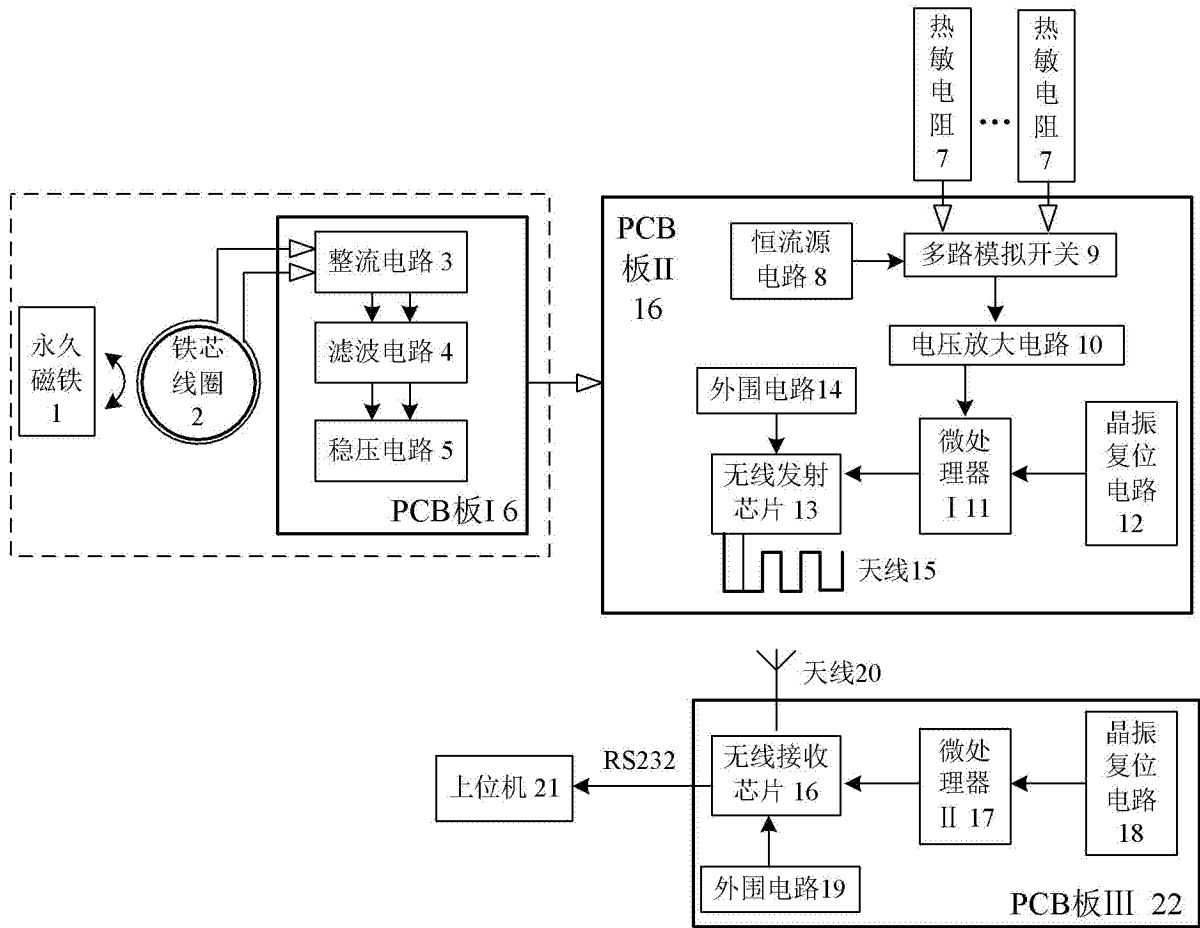 热
敏
电
阻
7
…
热
敏
电
阻
7
永久
磁铁
1
铁芯
线圈
2
整流电路 3
滤波电路 4
稳压电路 5
PCB板I 6
PCB
板II
16
恒流源
电路 8
多路模拟开关 9
电压放大电路 10
外围电路14
无线发射
芯片 13
微处
理器
I 11
晶振
复位
电路
12
天线15
天线20
上位机 21
RS232
无线接收
芯片 16
微处
理器
II 17
晶振
复位
电路
18
外围电路19
PCB板III 22